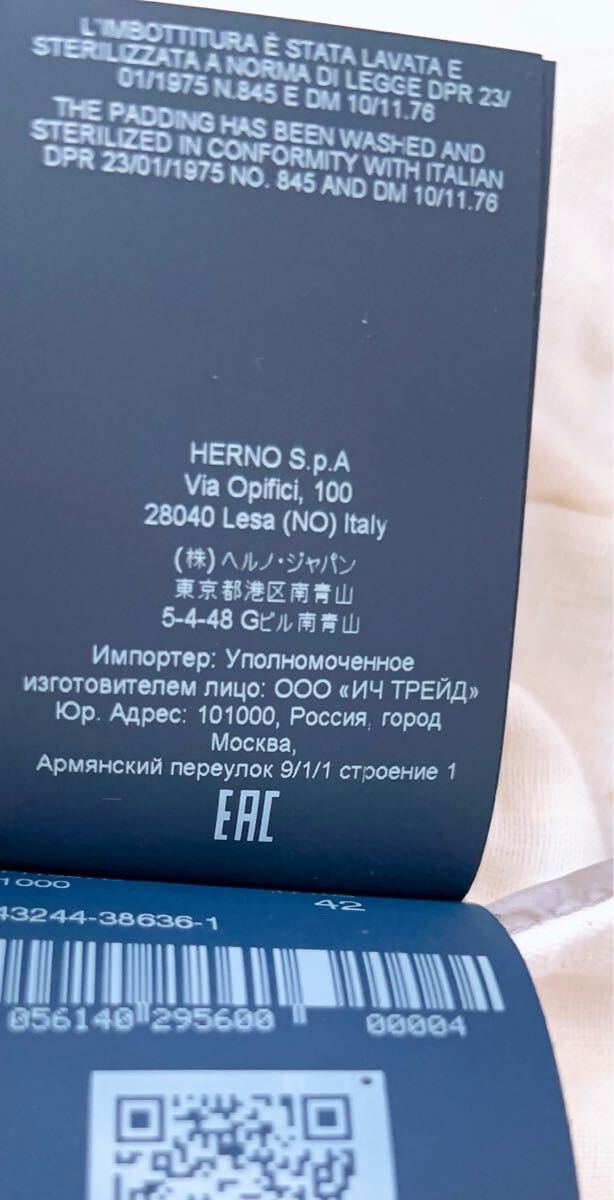 L'IMBOTTITURA È STATA LAVATA E
STERILIZZATA A NORMA DI LEGGE DPR 23/
01/1975 N.845 E DM 10/11.76
THE PADDING HAS BEEN WASHED AND
STERILIZED IN CONFORMITY WITH ITALIAN
DPR 23/01/1975 NO. 845 AND DM 10/11.76
HERNO S.p.A
Via Opifici, 100
28040 Lesa (NO) Italy
(株)ヘルノ・ジャパン
東京都港区南青山
5-4-48 Gビル南青山
Импортер: Уполномоченное
изготовителем лицо: ООО «ИЧ ТРЕЙД»
Юр. Адрес: 101000, Россия, город
Москва,
Армянский переулок 9/1/1 строение 1
EAC
1000
42
43244-38636-1
056140 295600 00004